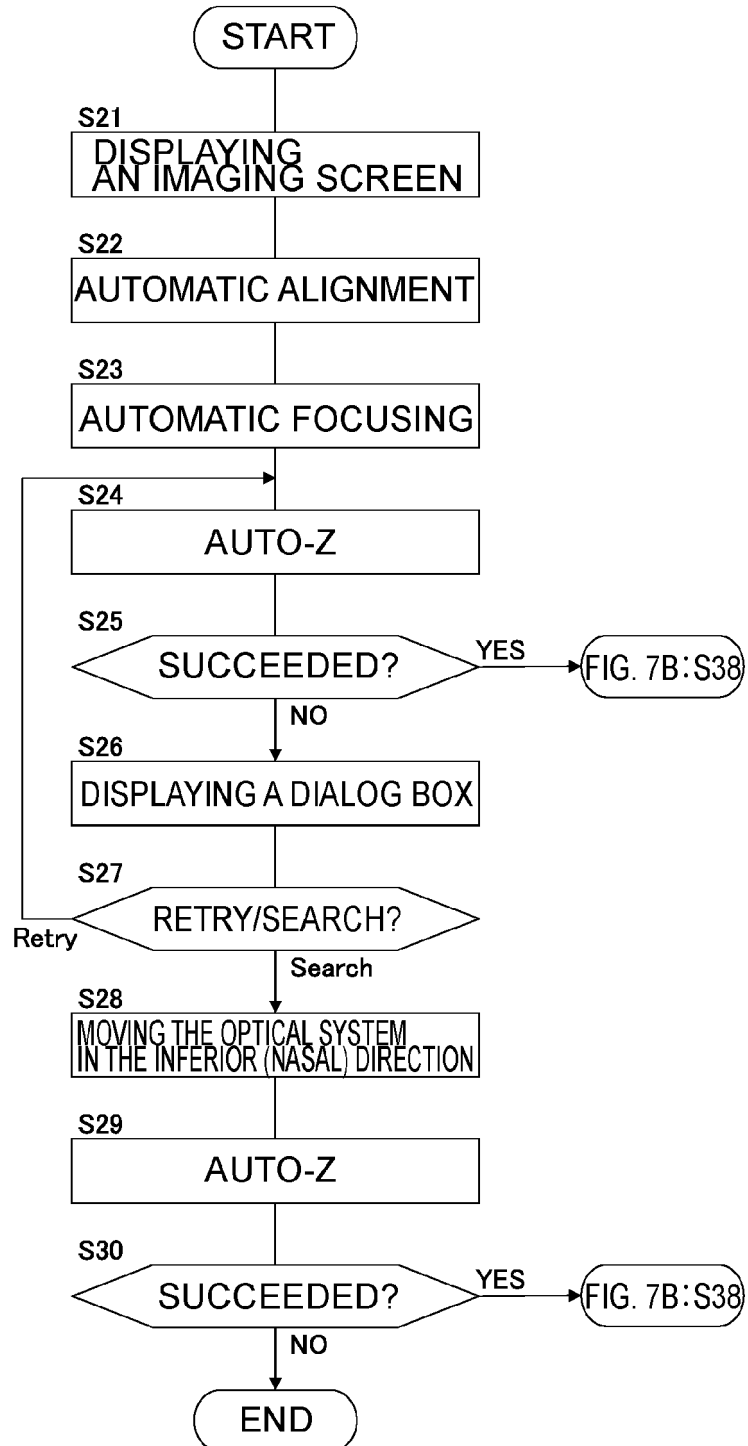 START
S21
DISPLAYING
AN IMAGING SCREEN
S22
AUTOMATIC ALIGNMENT
S23
AUTOMATIC FOCUSING
S24
AUTO-Z
S25
SUCCEEDED?
YES
FIG. 7B:S38
NO
S26
DISPLAYING A DIALOG BOX
S27
RETRY/SEARCH?
Retry
Search
S28
MOVING THE OPTICAL SYSTEM
IN THE INFERIOR (NASAL) DIRECTION
S29
AUTO-Z
S30
SUCCEEDED?
YES
FIG. 7B:S38
NO
END